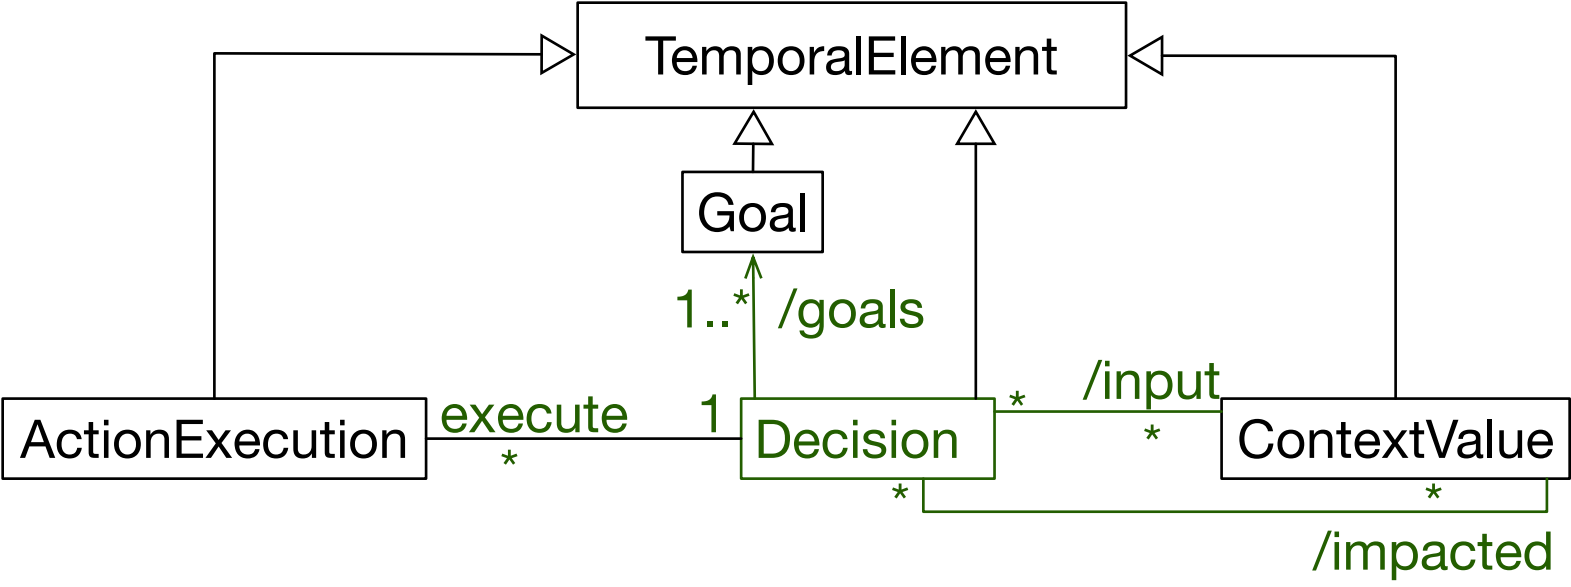 TemporalElement
Goal
1..* /goals
ActionExecution
execute
*
1
Decision
*
/input
*
ContextValue
*
*
/impacted